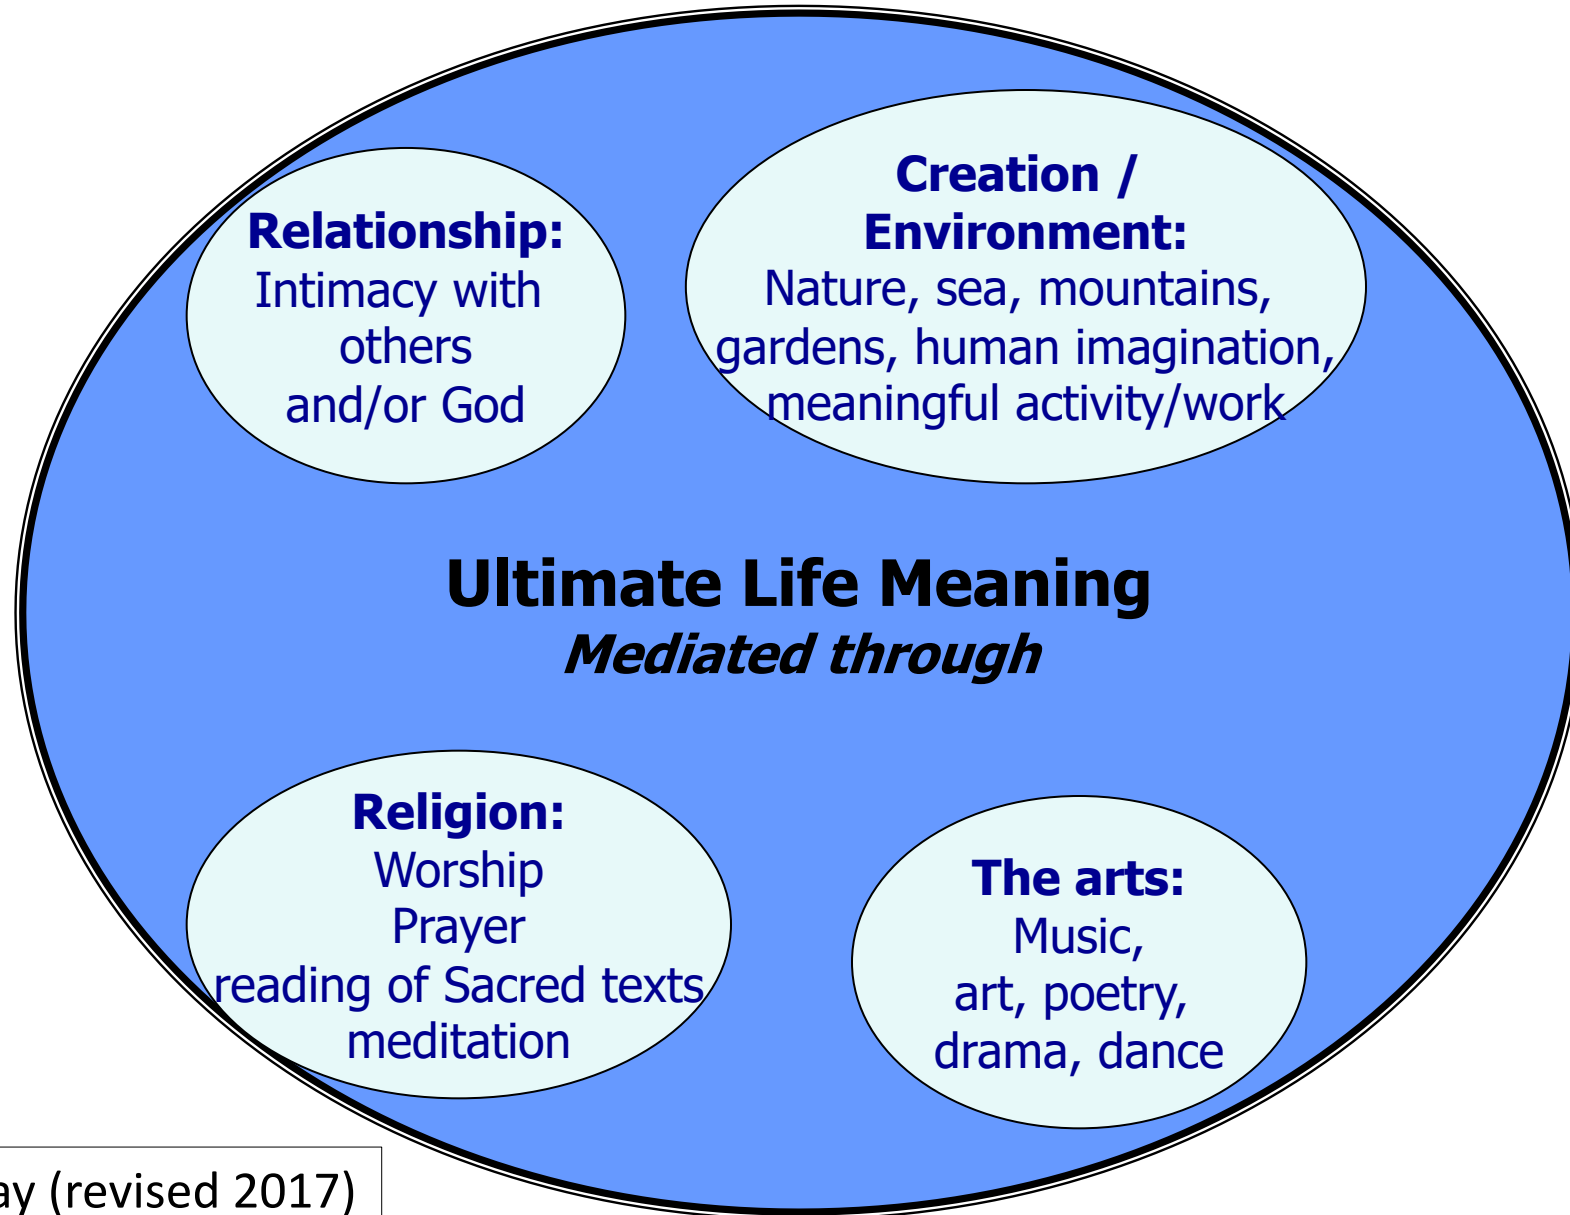 Relationship:
Intimacy with
others
and/or God
Creation /
Environment:
Nature, sea, mountains,
gardens, human imagination,
meaningful activity/work
Ultimate Life Meaning
Mediated through
Religion:
Worship
Prayer
reading of Sacred texts
meditation
The arts:
Music,
art, poetry,
drama, dance
(revised 2017)